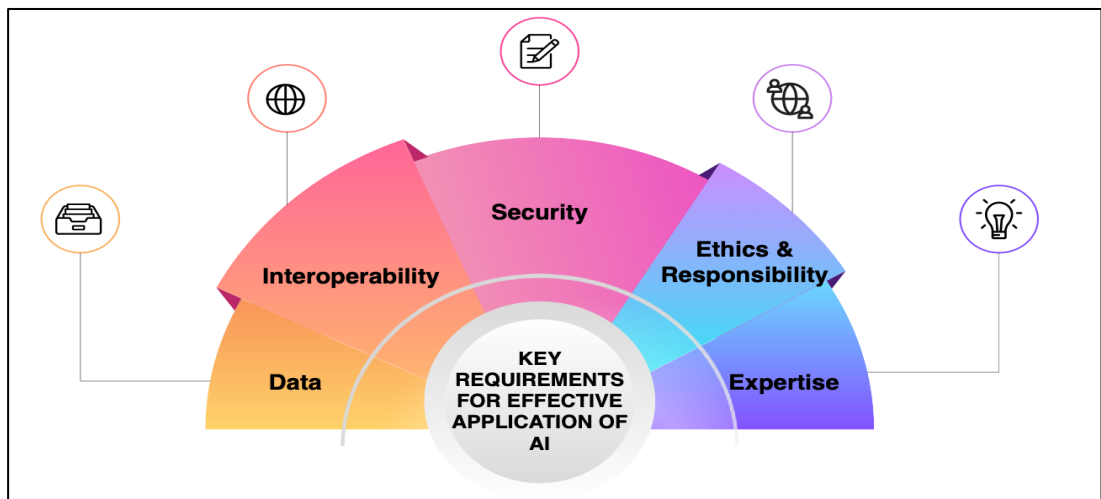 Security
Ethics &
Responsibility
Interoperability
Data
KEY
REQUIREMENTS
FOR EFFECTIVE
APPLICATION OF
AI
Expertise